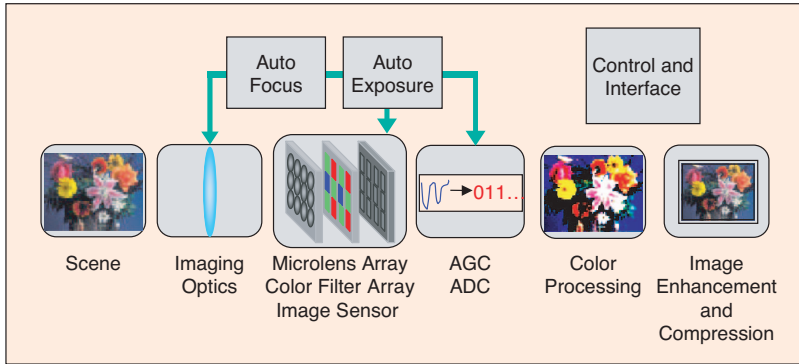 Auto
Focus
Auto
Exposure
Control and
Interface
011...
Scene
Imaging
Optics
Microlens Array
Color Filter Array
Image Sensor
AGC
ADC
Color
Processing
Image
Enhancement
and
Compression